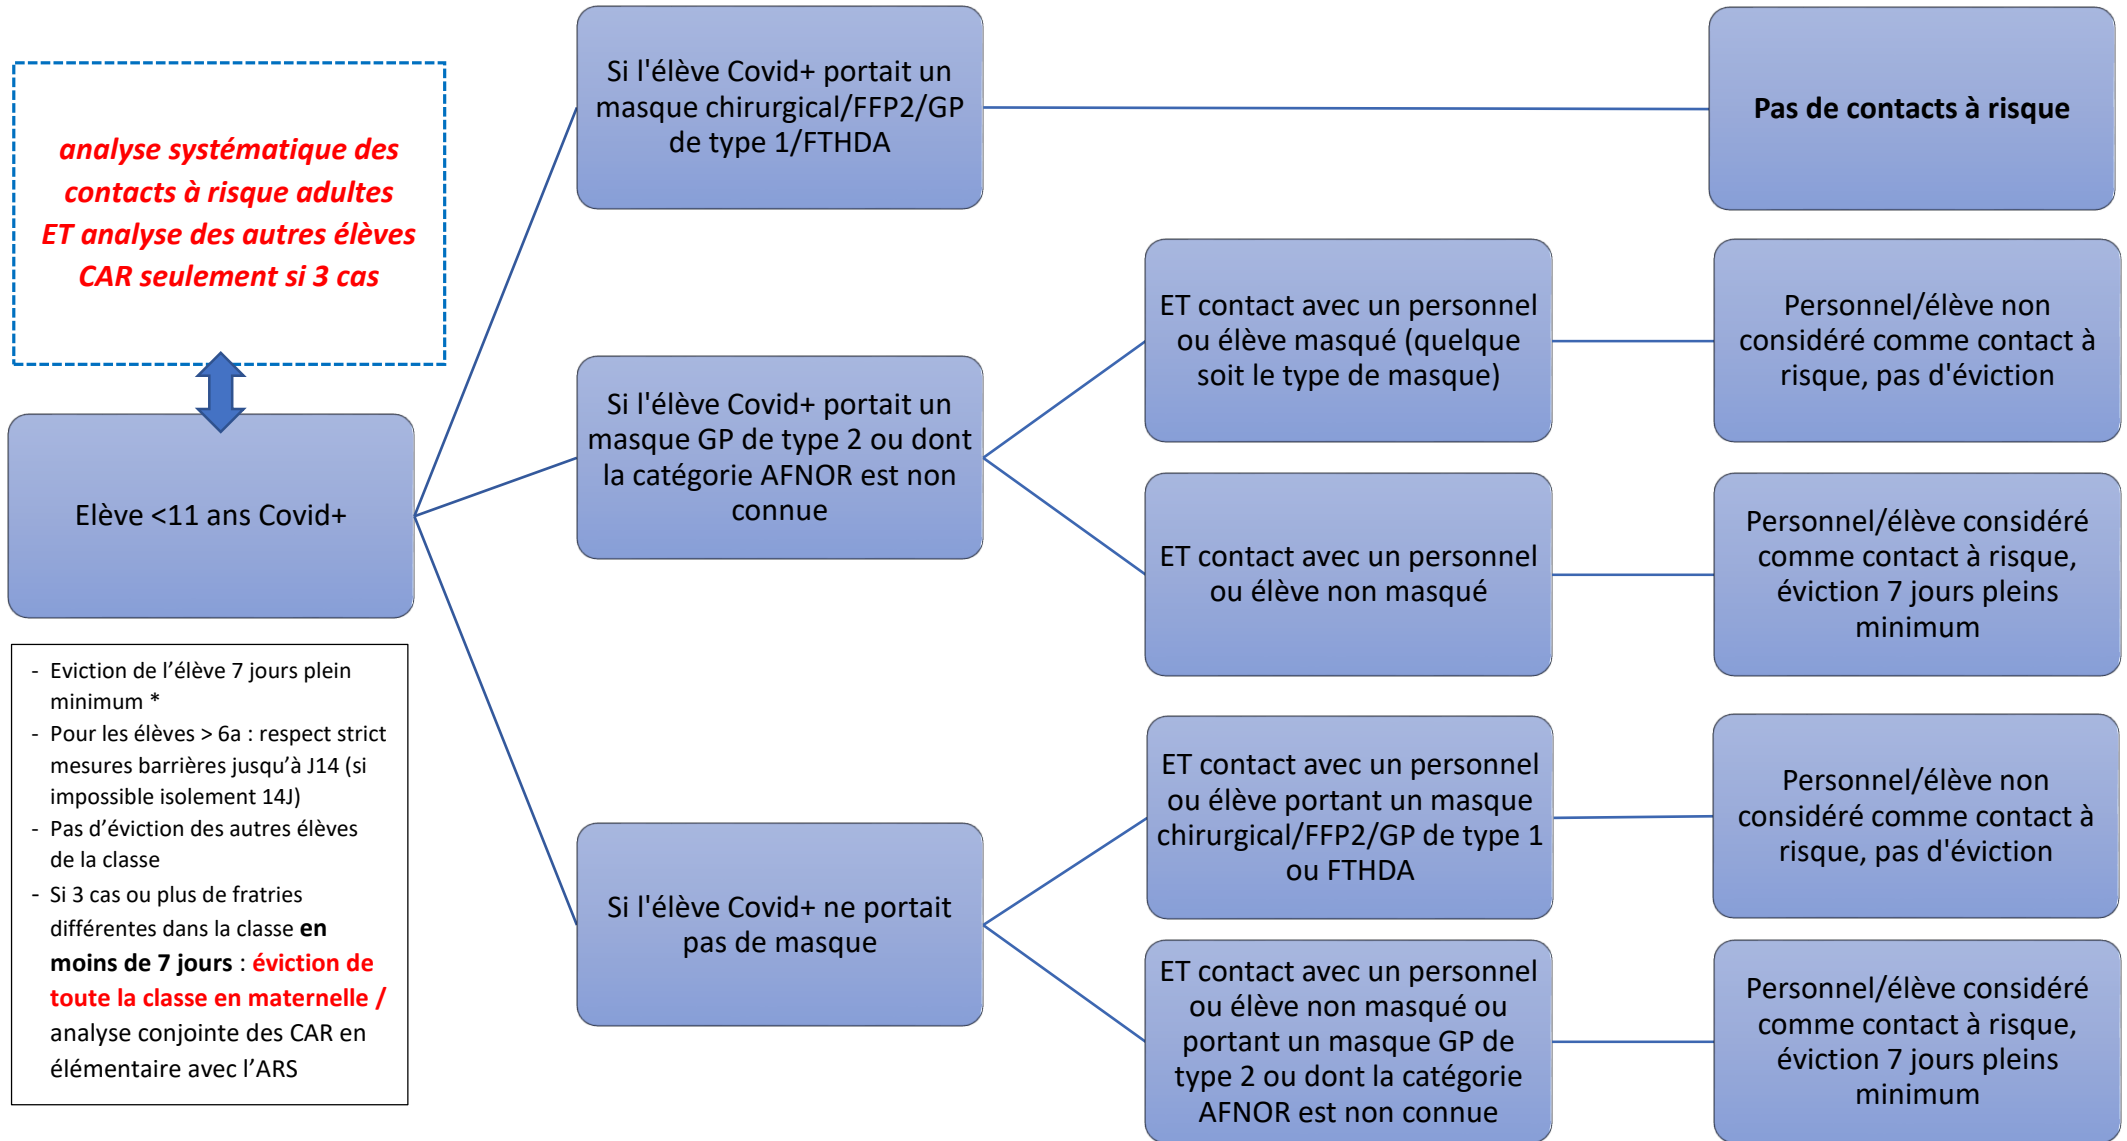 analyse systématique des
contacts à risque adultes
ET analyse des autres élèves
CAR seulement si 3 cas
Elève <11 ans Covid+
- Eviction de l'élève 7 jours plein
minimum *
- Pour les élèves > 6a : respect strict
mesures barrières jusqu'à J14 (si
impossible isolement 14J)
- Pas d'éviction des autres élèves
de la classe
- Si 3 cas ou plus de fratries
différentes dans la classe en
moins de 7 jours : éviction de
toute la classe en maternelle /
analyse conjointe des CAR en
élémentaire avec l'ARS
Si l'élève Covid+ portait un
masque chirurgical/FFP2/GP
de type 1/FTHDA
Pas de contacts à risque
Si l'élève Covid+ portait un
masque GP de type 2 ou dont
la catégorie AFNOR est non
connue
ET contact avec un personnel
ou élève masqué (quelque
soit le type de masque)
Personnel/élève non
considéré comme contact à
risque, pas d'éviction
ET contact avec un personnel
ou élève non masqué
Personnel/élève considéré
comme contact à risque,
éviction 7 jours pleins
minimum
Si l'élève Covid+ ne portait
pas de masque
ET contact avec un personnel
ou élève portant un masque
chirurgical/FFP2/GP de type 1
ou FTHDA
Personnel/élève non
considéré comme contact à
risque, pas d'éviction
ET contact avec un personnel
ou élève non masqué ou
portant un masque GP de
type 2 ou dont la catégorie
AFNOR est non connue
Personnel/élève considéré
comme contact à risque,
éviction 7 jours pleins
minimum